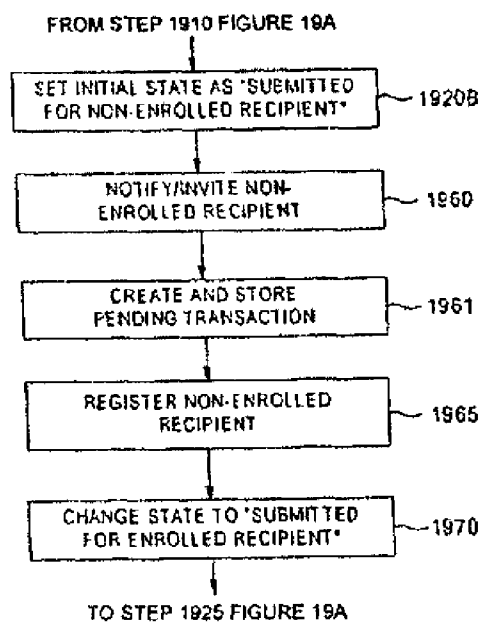 FROM STEP 1910 FIGURE 19A
SET INITIAL STATE AS "SUBMITTED
FOR NON-ENROLLED RECIPIENT"
1920B
NOTIFY/INVITE NON-
ENROLLED RECIPIENT
1960
CREATE AND STORE
PENDING TRANSACTION
1961
REGISTER NON-ENROLLED
RECIPIENT
1965
CHANGE STATE TO "SUBMITTED
FOR ENROLLED RECIPIENT"
1970
TO STEP 1925 FIGURE 19A